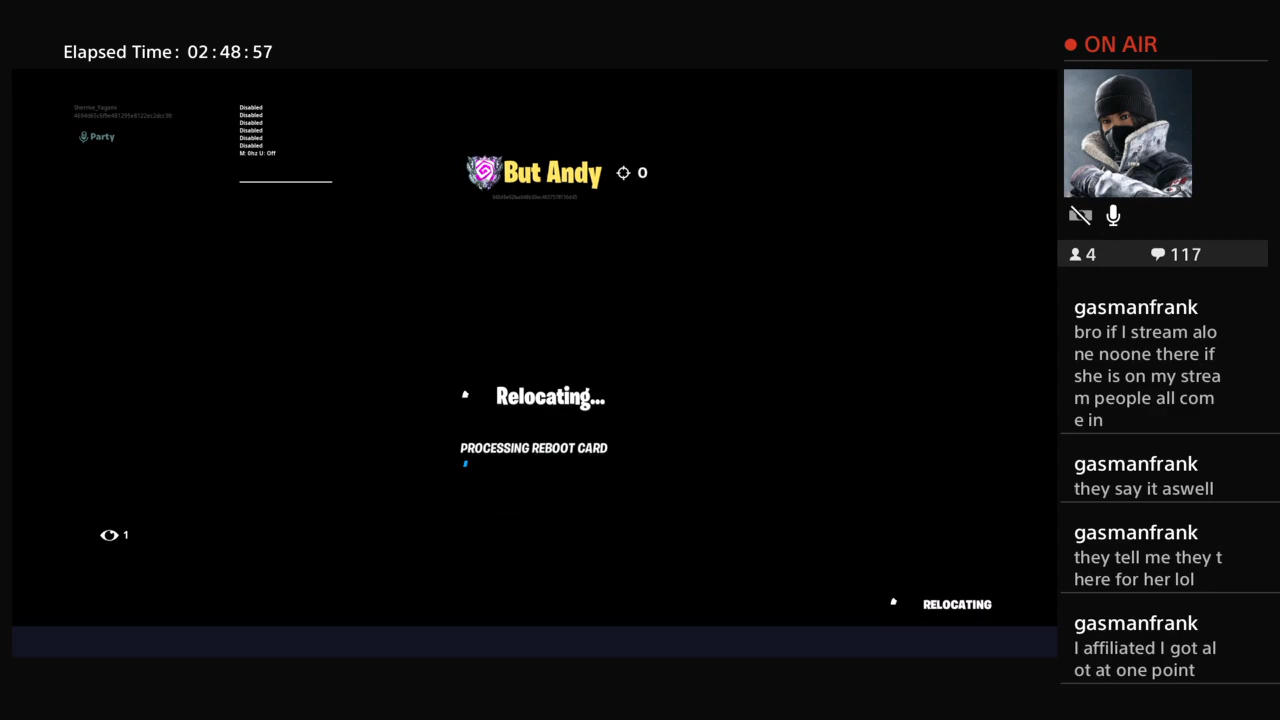 Elapsed Time: 02:48:57
ON AIR
Sherrive_Yagami
Party
Disabled
Disabled
Disabled
Disabled
Disabled
Disabled
M: 0hz U: Off
But Andy 0
4 117
gasmanfrank
bro if I stream alo
ne noone there if
she is on my strea
m people all com
e in
Relocating...
PROCESSING REBOOT CARD
gasmanfrank
they say it aswell
gasmanfrank
they tell me they t
here for her lol
1
RELOCATING
gasmanfrank
I affiliated I got al
ot at one point